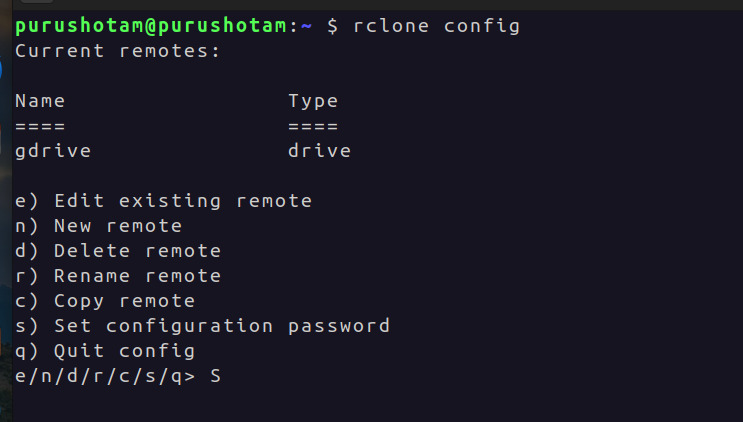 purushotam@purushotam:~ $ rclone config
Current remotes:
Name                 Type
====                 ====
gdrive               drive
e) Edit existing remote
n) New remote
d) Delete remote
r) Rename remote
c) Copy remote
s) Set configuration password
q) Quit config
e/n/d/r/c/s/q> S